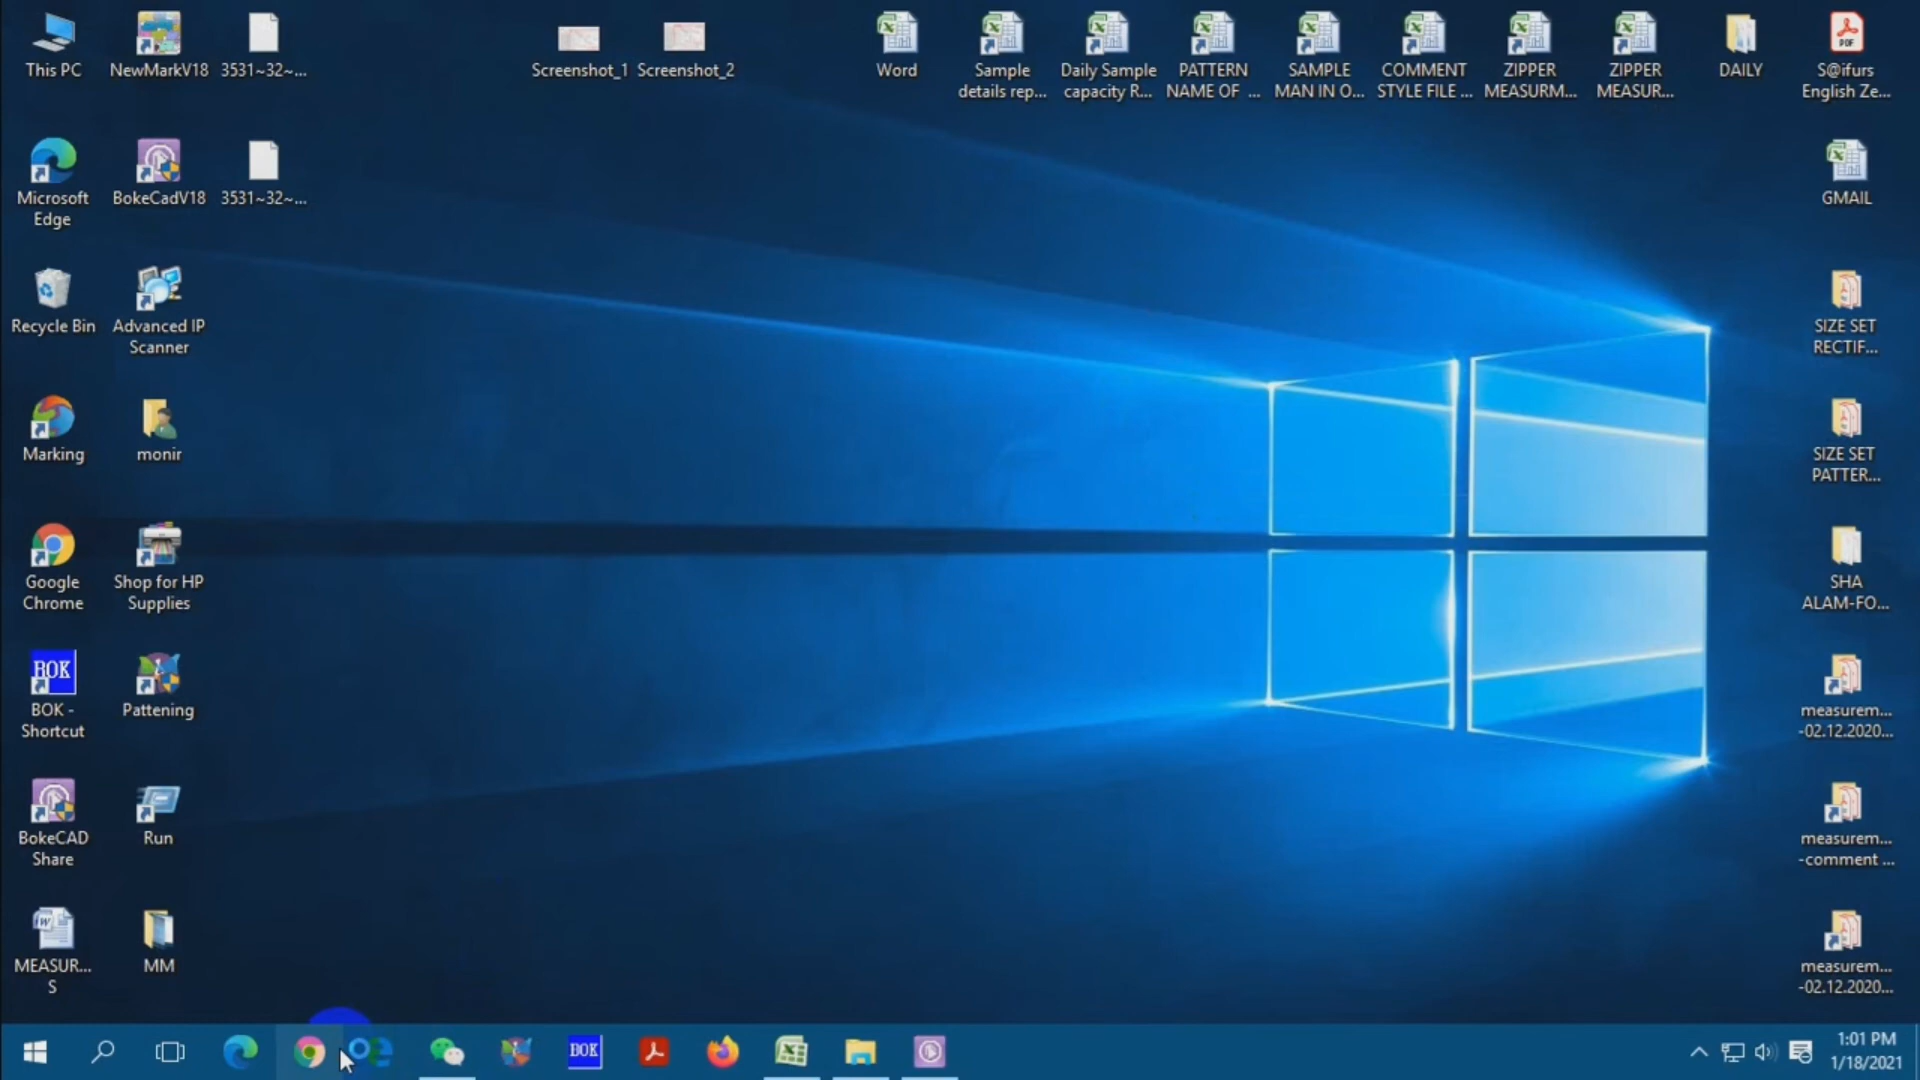 This PC
NewMarkV18
3531~32~...
Screenshot_1
Screenshot_2
Word
Sample
details rep...
Daily Sample
capacity R...
PATTERN
NAME OF ...
SAMPLE
MAN IN O...
COMMENT
STYLE FILE ...
ZIPPER
MEASURM...
ZIPPER
MEASUR...
DAILY
PDF
S@ifurs
English Ze...
Microsoft
Edge
BokeCadV18
3531~32~...
GMAIL
Recycle Bin
Advanced IP
Scanner
SIZE SET
RECTIF...
Marking
monir
SIZE SET
PATTER...
Google
Chrome
Shop for HP
Supplies
SHA
ALAM-FO...
BOK
BOK -
Shortcut
Pattening
measurem...
-02.12.2020...
BokeCAD
Share
Run
measurem...
-comment ...
MEASUR...
S
MM
measurem...
-02.12.2020...
BOK
1:01 PM
1/18/2021